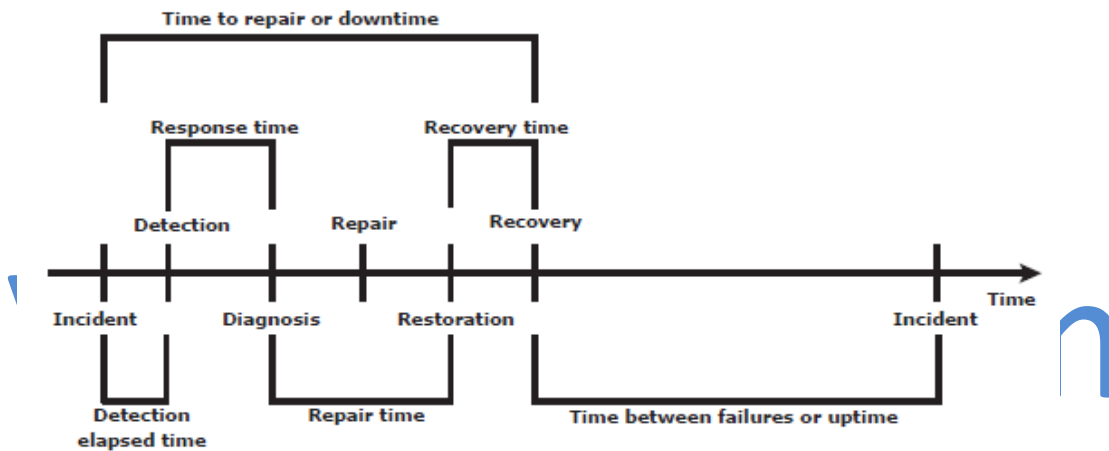 Time to repair or downtime
Response time
Recovery time
Detection
Repair
Recovery
Time
Incident
Diagnosis
Restoration
Incident
Detection
elapsed time
Repair time
Time between failures or uptime